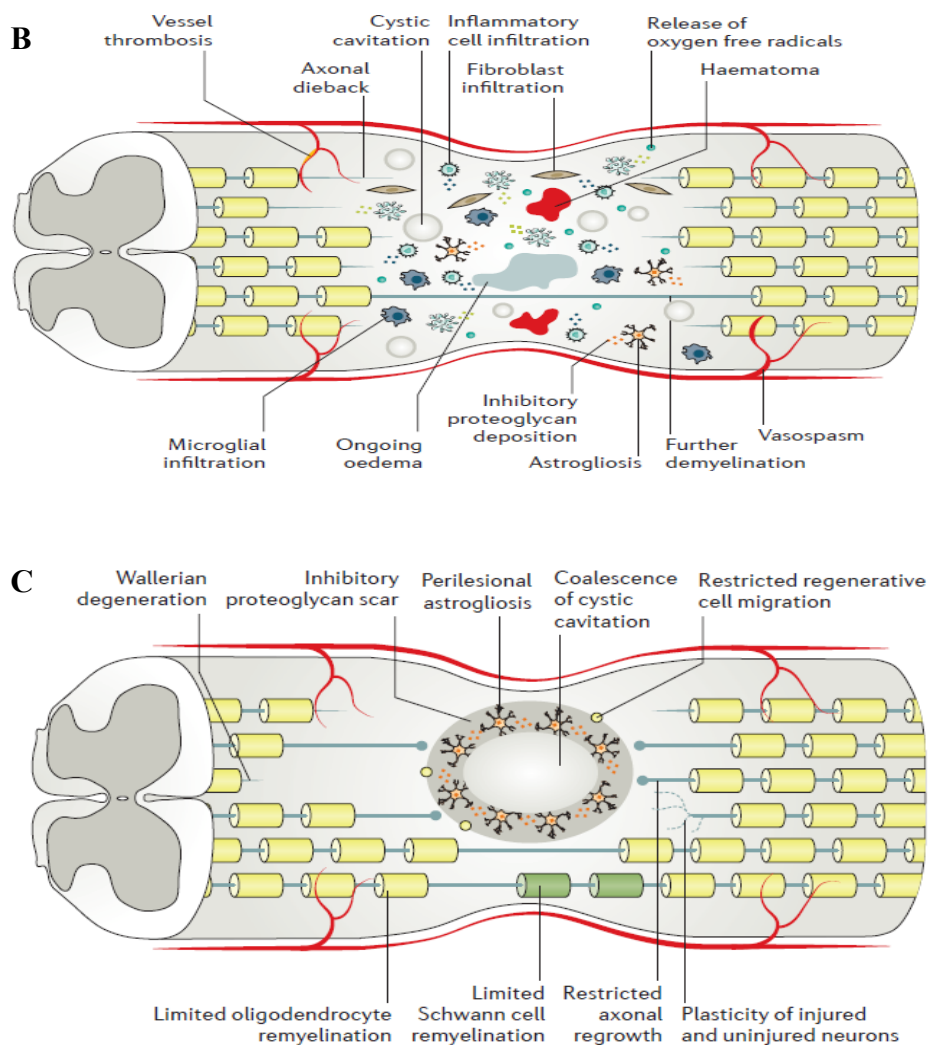 B
Vessel
thrombosis
Cystic
cavitation
Inflammatory
cell infiltration
Release of
oxygen free radicals
Axonal
dieback
Fibroblast
infiltration
Haematoma
Microglial
infiltration
Ongoing
oedema
Inhibitory
proteoglycan
deposition
Astrogliosis
Further
demyelination
Vasospasm
C
Wallerian
degeneration
Inhibitory
proteoglycan scar
Perilesional
astrogliosis
Coalescence
of cystic
cavitation
Restricted regenerative
cell migration
Limited oligodendrocyte
remyelination
Limited
Schwann cell
remyelination
Restricted
axonal
regrowth
Plasticity of injured
and uninjured neurons